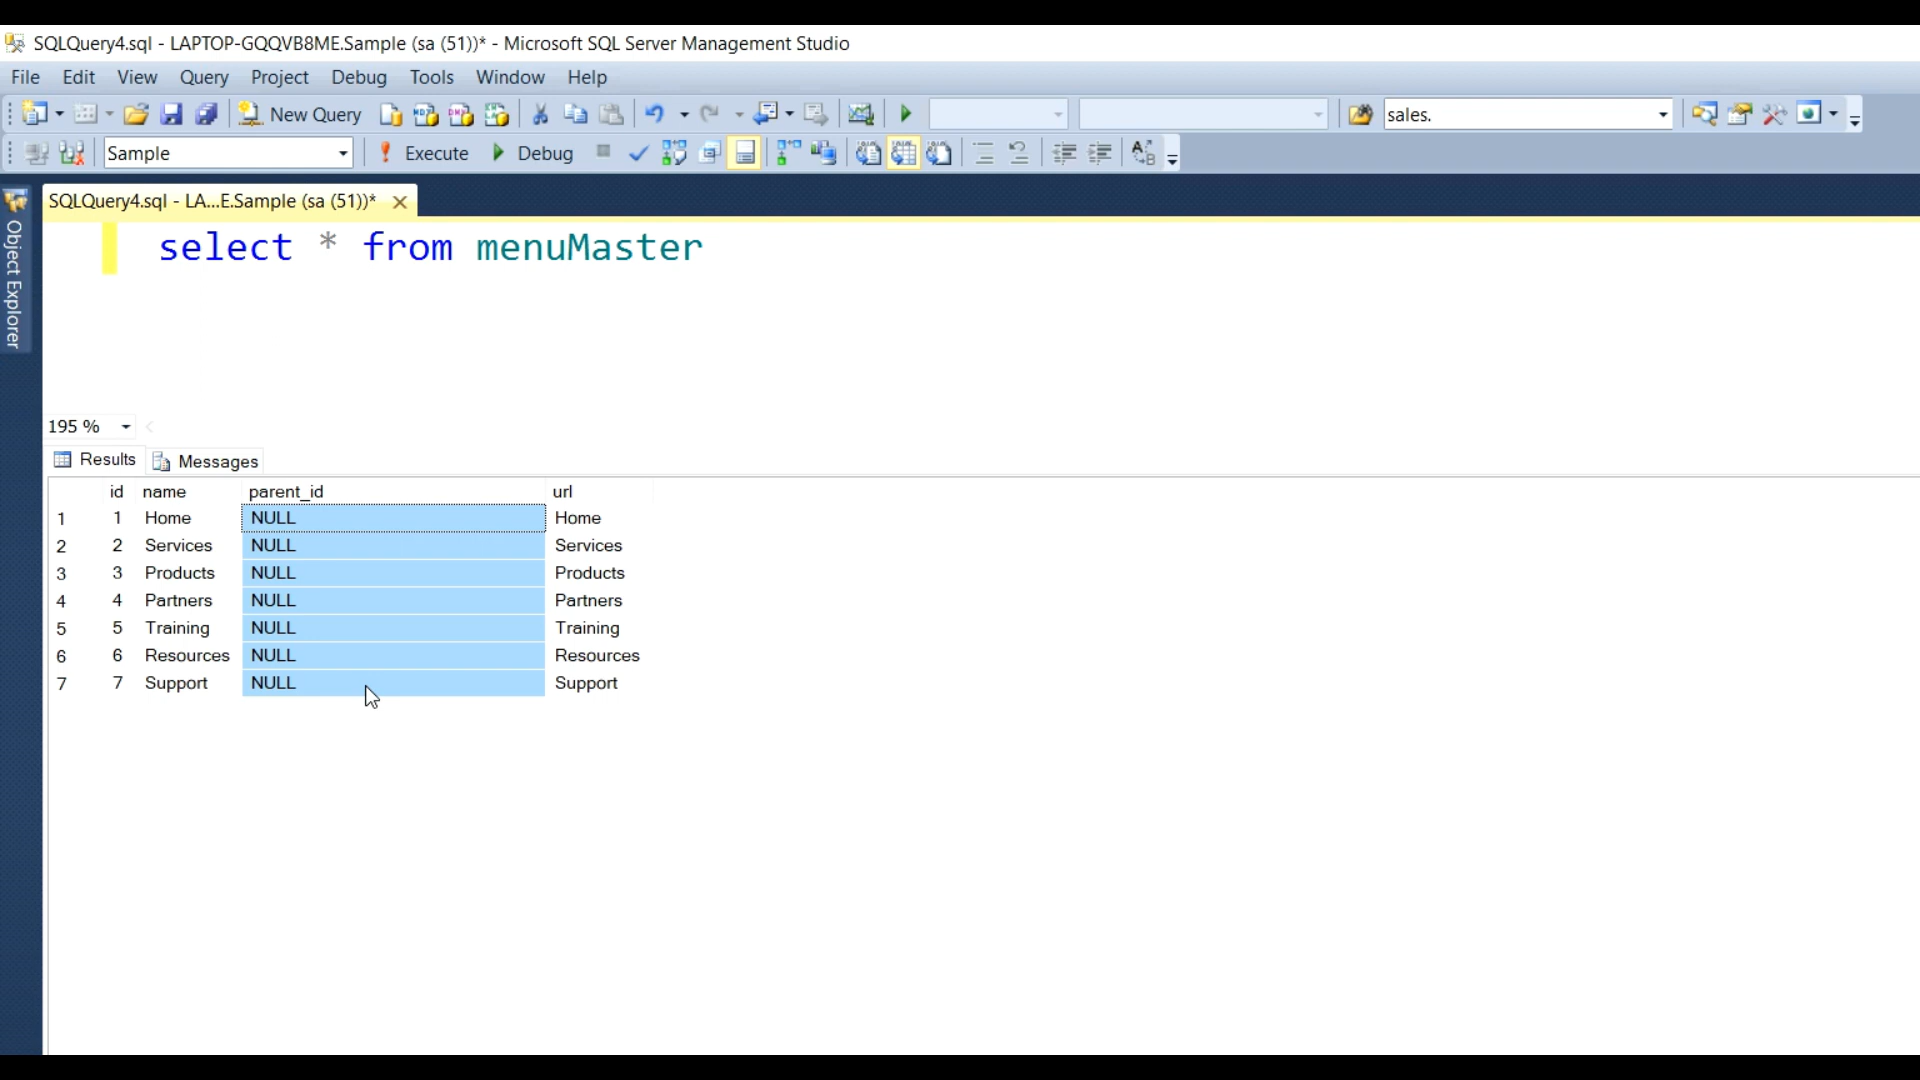 SQLQuery4.sql - LAPTOP-GQQVB8ME.Sample (sa (51))* - Microsoft SQL Server Management Studio
File Edit View Query Project Debug Tools Window Help
New Query sales.
Sample Execute Debug
SQLQuery4.sql - LA...E.Sample (sa (51))*
Object Explorer
select * from menuMaster
195 %
Results Messages
id name parent_id url
1 1 Home NULL Home
2 2 Services NULL Services
3 3 Products NULL Products
4 4 Partners NULL Partners
5 5 Training NULL Training
6 6 Resources NULL Resources
7 7 Support NULL Support